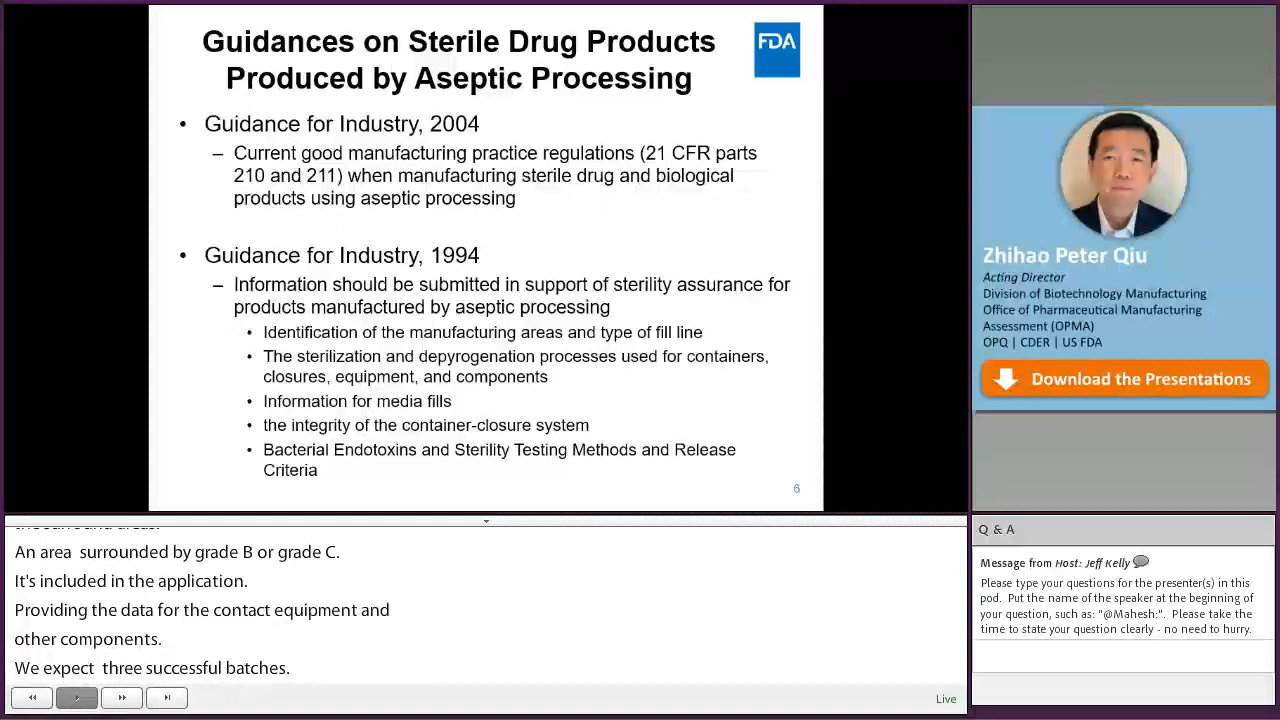 Guidances on Sterile Drug Products
Produced by Aseptic Processing
FDA
• Guidance for Industry, 2004
– Current good manufacturing practice regulations (21 CFR parts
210 and 211) when manufacturing sterile drug and biological
products using aseptic processing
• Guidance for Industry, 1994
– Information should be submitted in support of sterility assurance for
products manufactured by aseptic processing
• Identification of the manufacturing areas and type of fill line
• The sterilization and depyrogenation processes used for containers,
closures, equipment, and components
• Information for media fills
• the integrity of the container-closure system
• Bacterial Endotoxins and Sterility Testing Methods and Release
Criteria
6
Zhihao Peter Qiu
Acting Director
Division of Biotechnology Manufacturing
Office of Pharmaceutical Manufacturing
Assessment (OPMA)
OPQ | CDER | US FDA
Download the Presentations
areas.
An area surrounded by grade B or grade C.
It's included in the application.
Providing the data for the contact equipment and
other components.
We expect three successful batches.
Live
Q & A
Message from Host: Jeff Kelly
Please type your questions for the presenter(s) in this
pod. Put the name of the speaker at the beginning of
your question, such as: "@Mahesh:". Please take the
time to state your question clearly - no need to hurry.